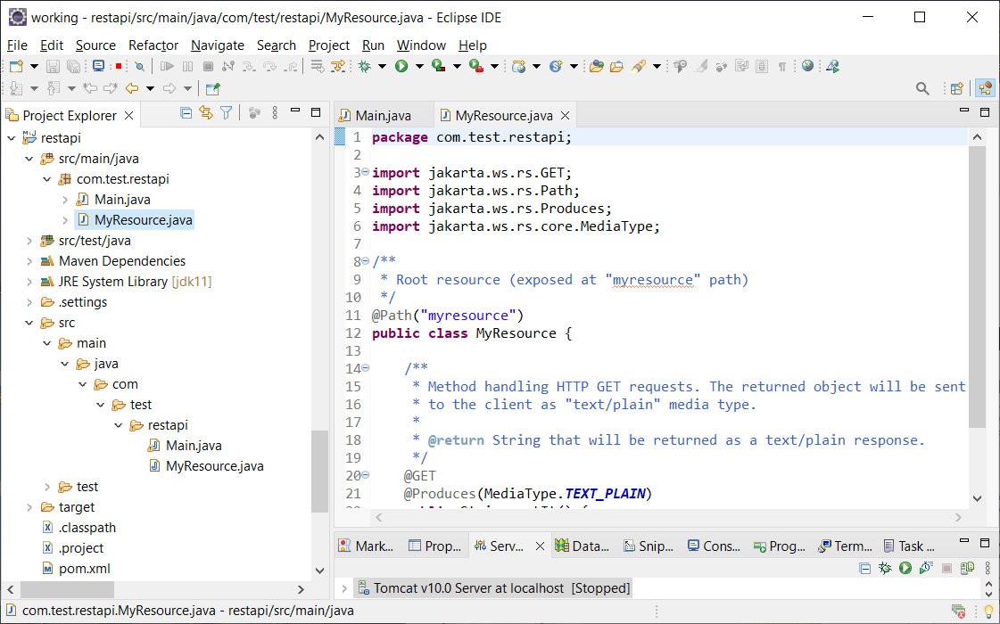 working - restapi/src/main/java/com/test/restapi/MyResource.java - Eclipse IDE
File Edit Source Refactor Navigate Search Project Run Window Help
Project Explorer
restapi
src/main/java
com.test.restapi
Main.java
MyResource.java
src/test/java
Maven Dependencies
JRE System Library [jdk11]
.settings
src
main
java
com
test
restapi
Main.java
MyResource.java
test
target
.classpath
.project
pom.xml
Main.java MyResource.java
1 package com.test.restapi;
2
3 import jakarta.ws.rs.GET;
4 import jakarta.ws.rs.Path;
5 import jakarta.ws.rs.Produces;
6 import jakarta.ws.rs.core.MediaType;
7
8 /**
9 * Root resource (exposed at "myresource" path)
10 */
11 @Path("myresource")
12 public class MyResource {
13
14 /**
15 * Method handling HTTP GET requests. The returned object will be sent
16 * to the client as "text/plain" media type.
17 *
18 * @return String that will be returned as a text/plain response.
19 */
20 @GET
21 @Produces(MediaType.TEXT_PLAIN)
Mark... Prop... Serv... Data... Snip... Cons... Prog... Term... Task ...
Tomcat v10.0 Server at localhost [Stopped]
com.test.restapi.MyResource.java - restapi/src/main/java